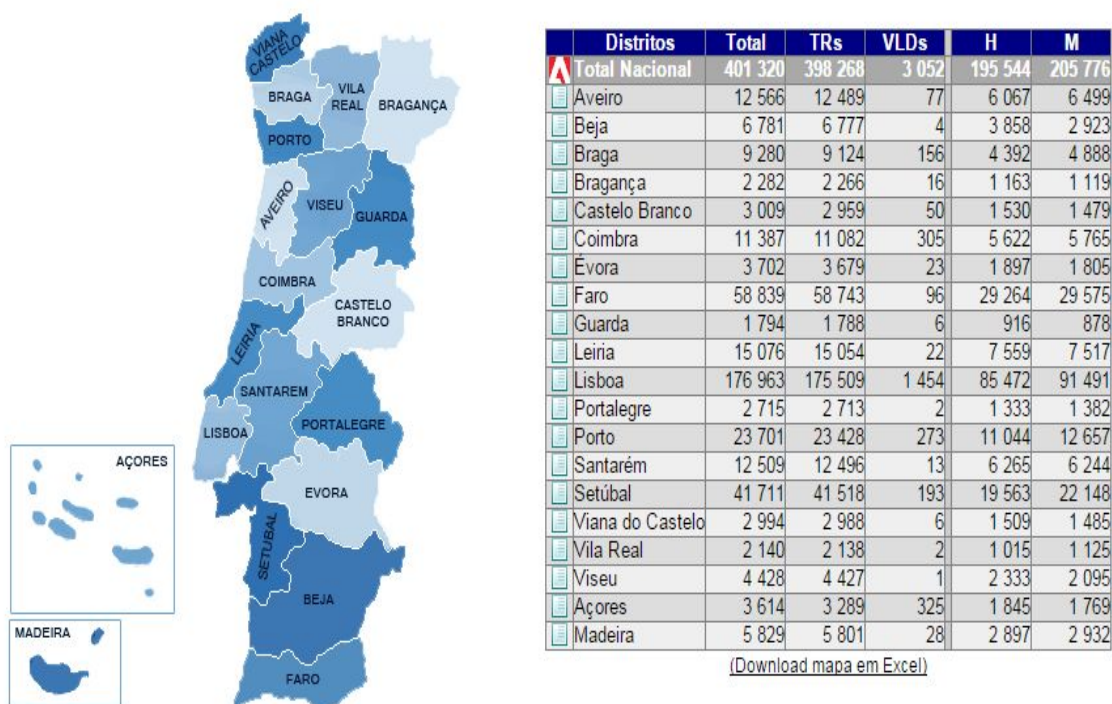 VIANA
CASTELO
BRAGA
VILA
REAL
BRAGANÇA
PORTO
AVEIRO
VISEU
GUARDA
COIMBRA
CASTELO
BRANCO
LEIRIA
SANTAREM
LISBOA
PORTALEGRE
AÇORES
EVORA
SETUBAL
BEJA
MADEIRA
FARO
Distritos Total TRs VLDs H M
Total Nacional 401 320 398 268 3 052 195 544 205 776
Aveiro 12 566 12 489 77 6 067 6 499
Beja 6 781 6 777 4 3 858 2 923
Braga 9 280 9 124 156 4 392 4 888
Bragança 2 282 2 266 16 1 163 1 119
Castelo Branco 3 009 2 959 50 1 530 1 479
Coimbra 11 387 11 082 305 5 622 5 765
Évora 3 702 3 679 23 1 897 1 805
Faro 58 839 58 743 96 29 264 29 575
Guarda 1 794 1 788 6 916 878
Leiria 15 076 15 054 22 7 559 7 517
Lisboa 176 963 175 509 1 454 85 472 91 491
Portalegre 2 715 2 713 2 1 333 1 382
Porto 23 701 23 428 273 11 044 12 657
Santarém 12 509 12 496 13 6 265 6 244
Setúbal 41 711 41 518 193 19 563 22 148
Viana do Castelo 2 994 2 988 6 1 509 1 485
Vila Real 2 140 2 138 2 1 015 1 125
Viseu 4 428 4 427 1 2 333 2 095
Açores 3 614 3 289 325 1 845 1 769
Madeira 5 829 5 801 28 2 897 2 932
(Download mapa em Excel)